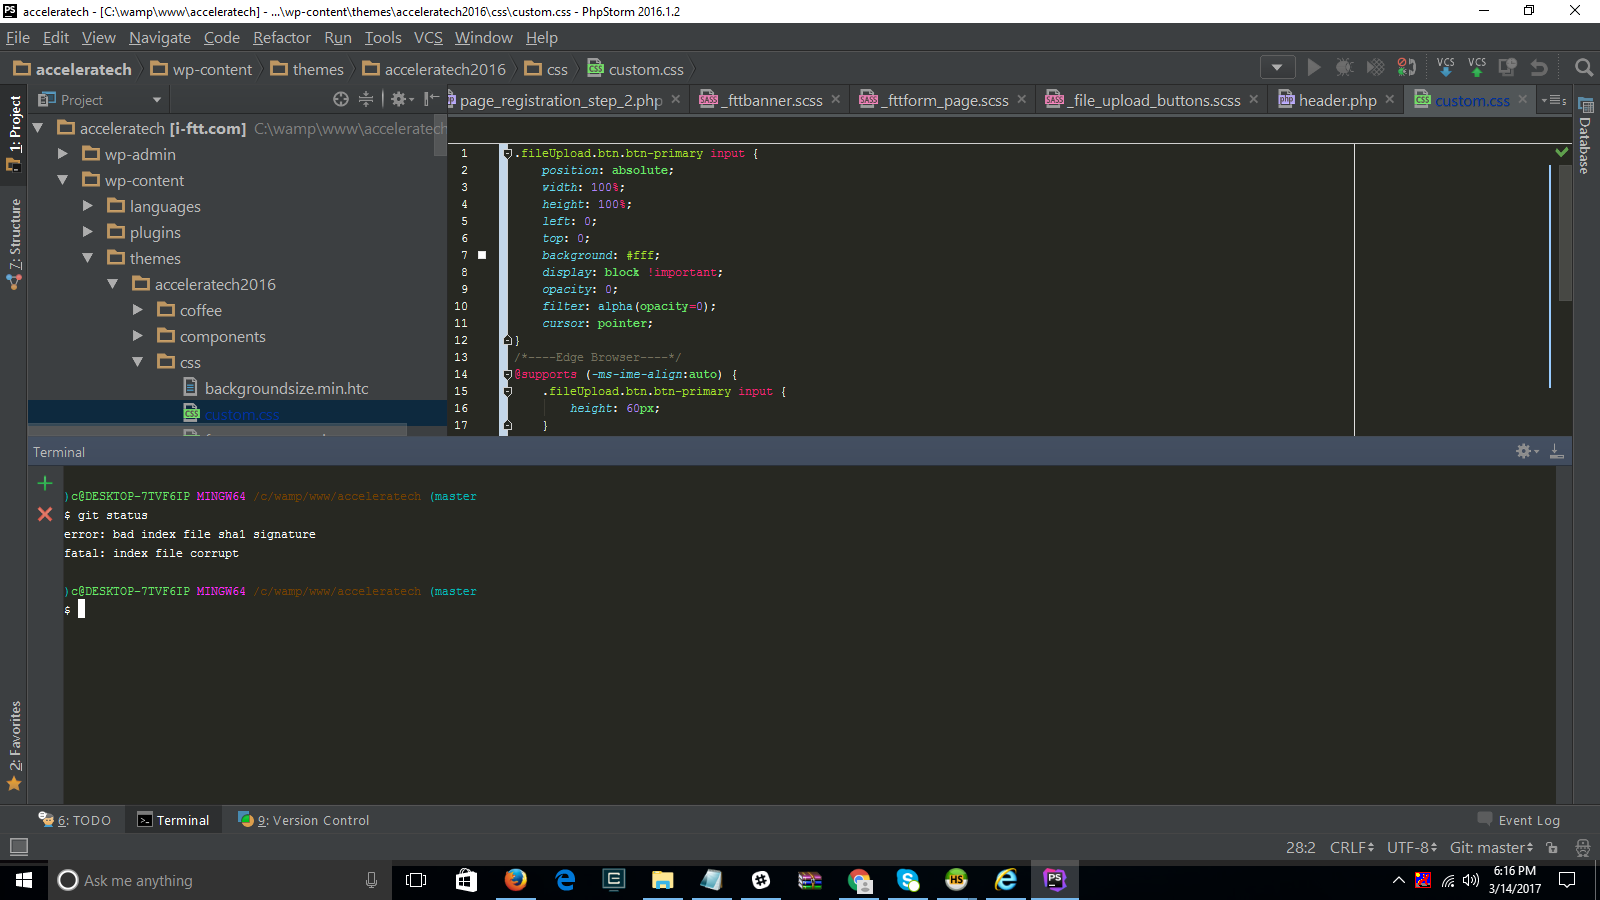 acceleratech - [C:\wamp\www\acceleratech] - ...\wp-content\themes\acceleratech2016\css\custom.css - PhpStorm 2016.1.2
File Edit View Navigate Code Refactor Run Tools VCS Window Help
acceleratech wp-content themes acceleratech2016 css custom.css
VCS VCS
Project
page_registration_step_2.php _fttbanner.scss _fttform_page.scss _file_upload_buttons.scss header.php custom.css
1: Project
7: Structure
2: Favorites
Database
acceleratech [i-ftt.com] C:\wamp\www\acceleratech
wp-admin
wp-content
languages
plugins
themes
acceleratech2016
coffee
components
css
backgroundsize.min.htc
custom.css
1 .fileUpload.btn.btn-primary input {
2 position: absolute;
3 width: 100%;
4 height: 100%;
5 left: 0;
6 top: 0;
7 background: #fff;
8 display: block !important;
9 opacity: 0;
10 filter: alpha(opacity=0);
11 cursor: pointer;
12 }
13 /*----Edge Browser----*/
14 @supports (-ms-ime-align:auto) {
15 .fileUpload.btn.btn-primary input {
16 height: 60px;
17 }
Terminal
)c@DESKTOP-7TVF6IP MINGW64 /c/wamp/www/acceleratech (master
$ git status
error: bad index file sha1 signature
fatal: index file corrupt
)c@DESKTOP-7TVF6IP MINGW64 /c/wamp/www/acceleratech (master
$
6: TODO Terminal 9: Version Control Event Log
28:2 CRLF UTF-8 Git: master
Ask me anything
6:16 PM
3/14/2017